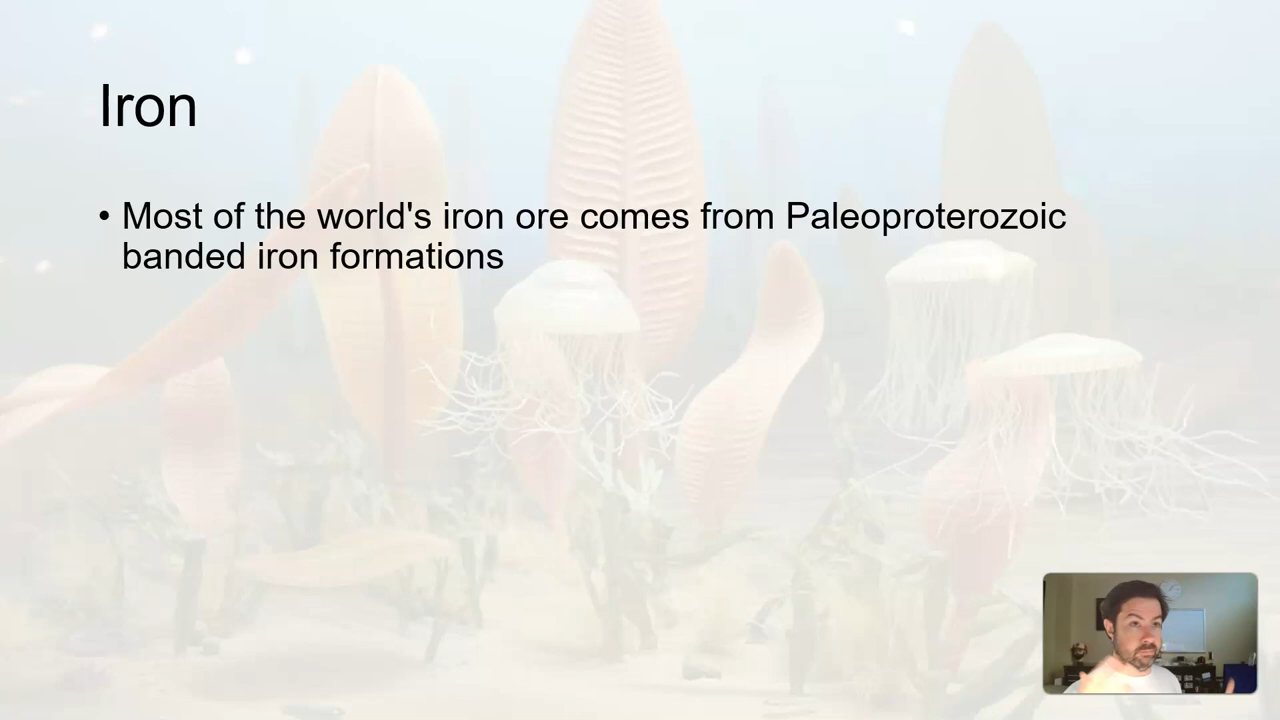 Iron
• Most of the world's iron ore comes from Paleoproterozoic
banded iron formations